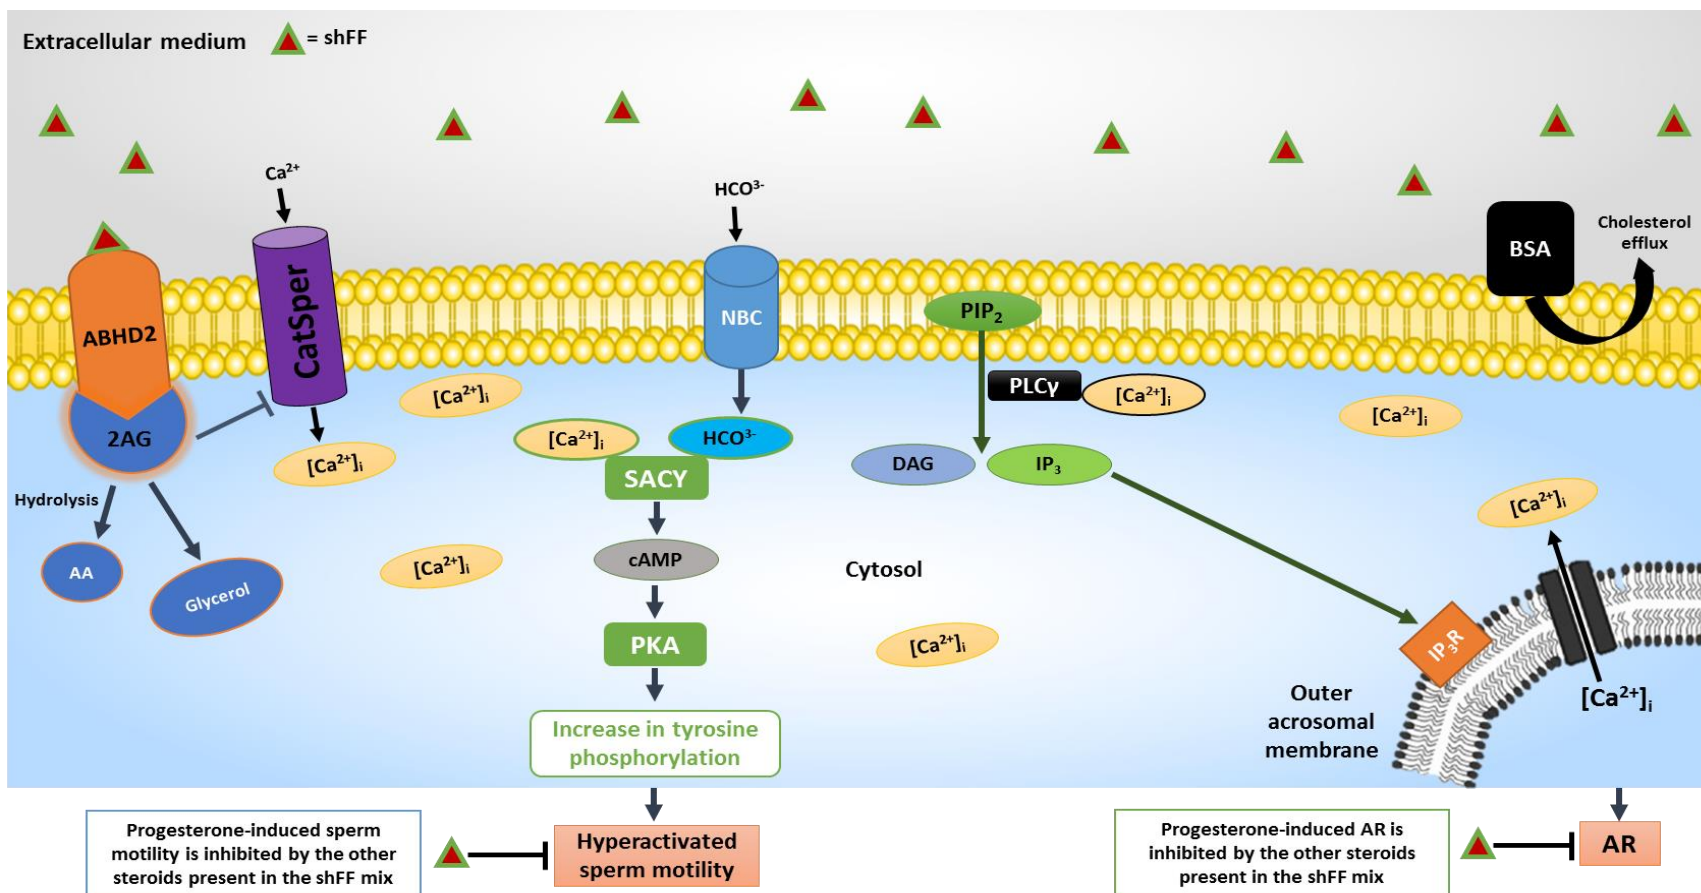 Extracellular medium
= shFF
Ca²⁺
HCO³⁻
BSA
Cholesterol
efflux
ABHD2
CatSper
NBC
PIP₂
PLCγ
[Ca²⁺]ᵢ
[Ca²⁺]ᵢ
[Ca²⁺]ᵢ
2AG
[Ca²⁺]ᵢ
[Ca²⁺]ᵢ
HCO³⁻
SACY
DAG
IP₃
Hydrolysis
[Ca²⁺]ᵢ
AA
Glycerol
[Ca²⁺]ᵢ
cAMP
Cytosol
PKA
[Ca²⁺]ᵢ
IP₃R
[Ca²⁺]ᵢ
Outer
acrosomal
membrane
Increase in tyrosine
phosphorylation
Progesterone-induced sperm
motility is inhibited by the other
steroids present in the shFF mix
Hyperactivated
sperm motility
Progesterone-induced AR is
inhibited by the other steroids
present in the shFF mix
AR